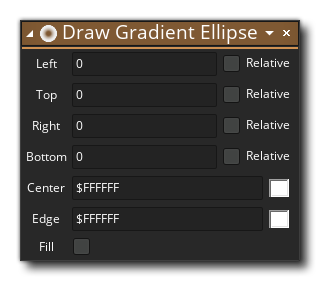 Draw Gradient Ellipse
Left 0 Relative
Top 0 Relative
Right 0 Relative
Bottom 0 Relative
Center $FFFFFF
Edge $FFFFFF
Fill